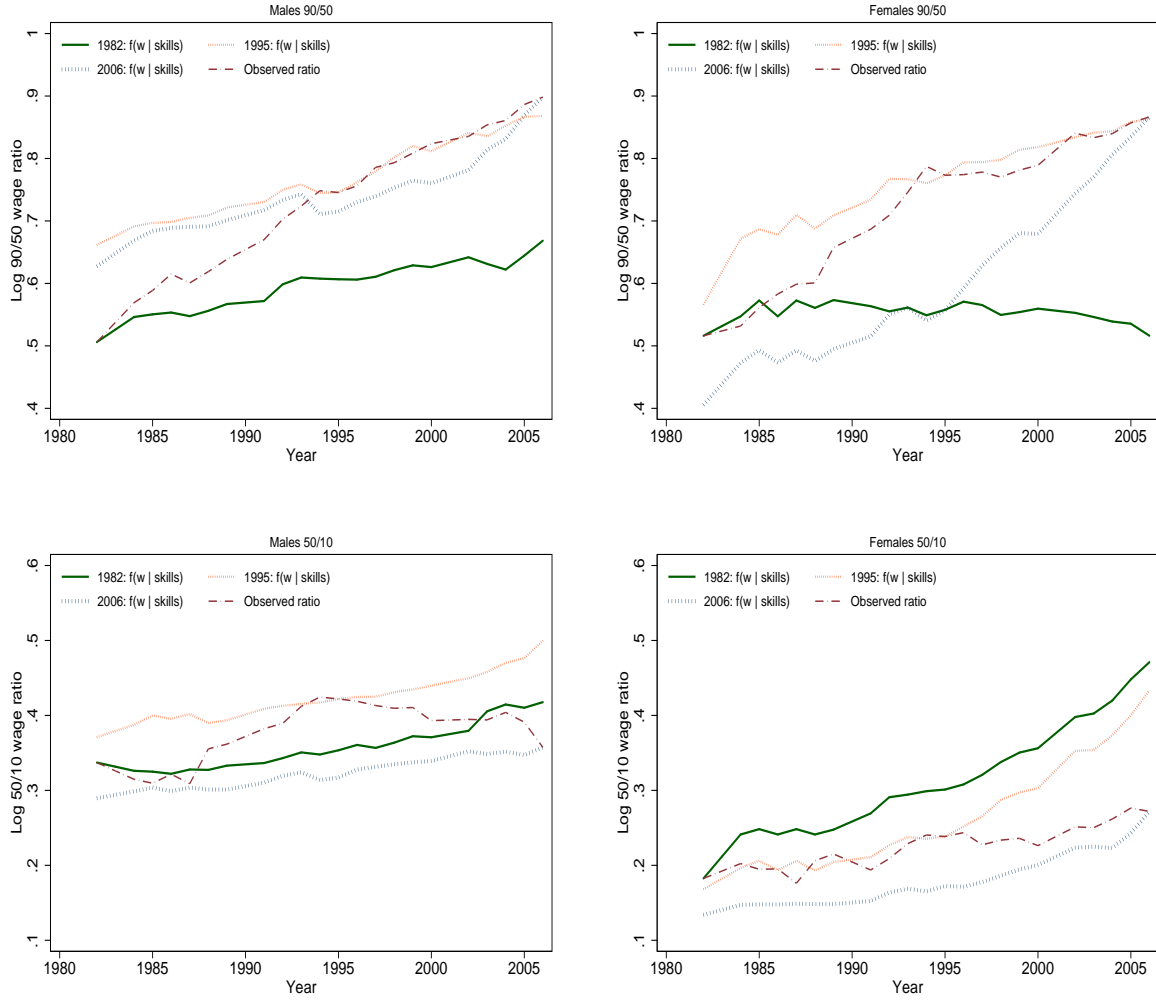 Males 90/50
1982: f(w | skills)
1995: f(w | skills)
2006: f(w | skills)
Observed ratio
Log 90/50 wage ratio
1
.9
.8
.7
.6
.5
.4
1980 1985 1990 1995 2000 2005
Year
Females 90/50
1982: f(w | skills)
1995: f(w | skills)
2006: f(w | skills)
Observed ratio
Log 90/50 wage ratio
1
.9
.8
.7
.6
.5
.4
1980 1985 1990 1995 2000 2005
Year
Males 50/10
1982: f(w | skills)
1995: f(w | skills)
2006: f(w | skills)
Observed ratio
Log 50/10 wage ratio
.6
.5
.4
.3
.2
.1
1980 1985 1990 1995 2000 2005
Year
Females 50/10
1982: f(w | skills)
1995: f(w | skills)
2006: f(w | skills)
Observed ratio
Log 50/10 wage ratio
.6
.5
.4
.3
.2
.1
1980 1985 1990 1995 2000 2005
Year